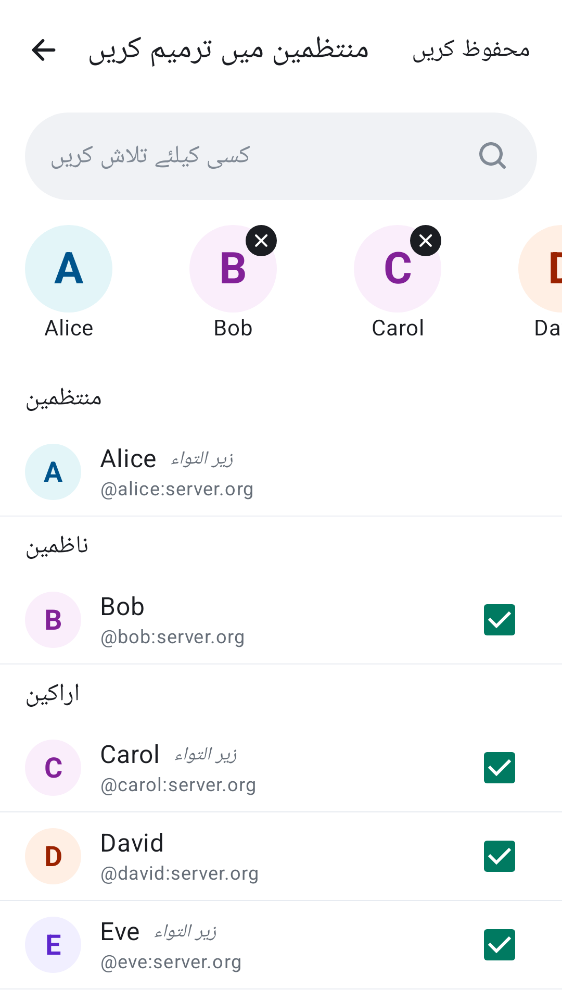 منتظمین میں ترمیم کریں
محفوظ کریں
کسی کیلئے تلاش کریں
A
B
C
D
Alice
Bob
Carol
Da
منتظمین
A
Alice زیر التواء
@alice:server.org
ناظمین
B
Bob
@bob:server.org
اراکین
C
Carol زیر التواء
@carol:server.org
D
David
@david:server.org
E
Eve زیر التواء
@eve:server.org